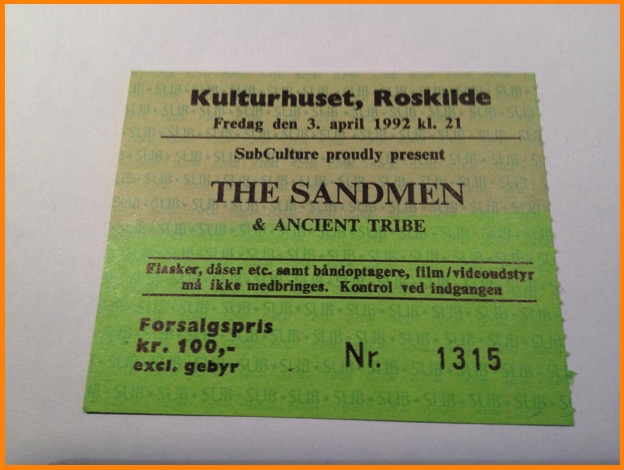 Kulturhuset, Roskilde
Fredag den 3. april 1992 kl. 21
SubCulture proudly present
THE SANDMEN
& ANCIENT TRIBE
Flasker, dåser etc. samt båndoptagere, film/videoudstyr
må ikke medbringes. Kontrol ved indgangen
Forsalgspris
kr. 100,-
excl. gebyr
Nr. 1315